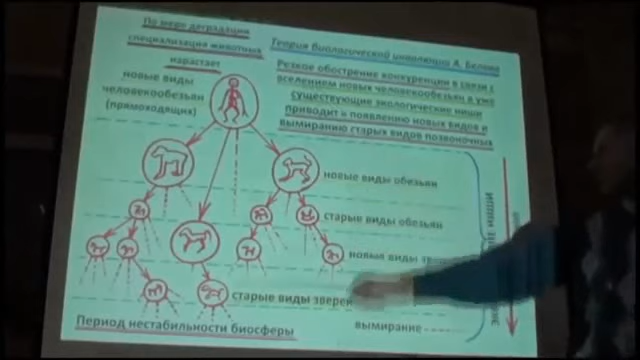 По мере деградации
специализация животных
нарастает
новые виды
человекообезьян
(прямоходящих)
Теория биологической инволюции А. Белова
Резкое обострение конкуренции в связи с
вселением новых человекообезьян в уже
существующие экологические ниши
приводит к появлению новых видов и
вымиранию старых видов позвоночных
новые виды обезьян
старые виды обезьян
новые виды
старые виды зверей
Период нестабильности биосферы
вымирание